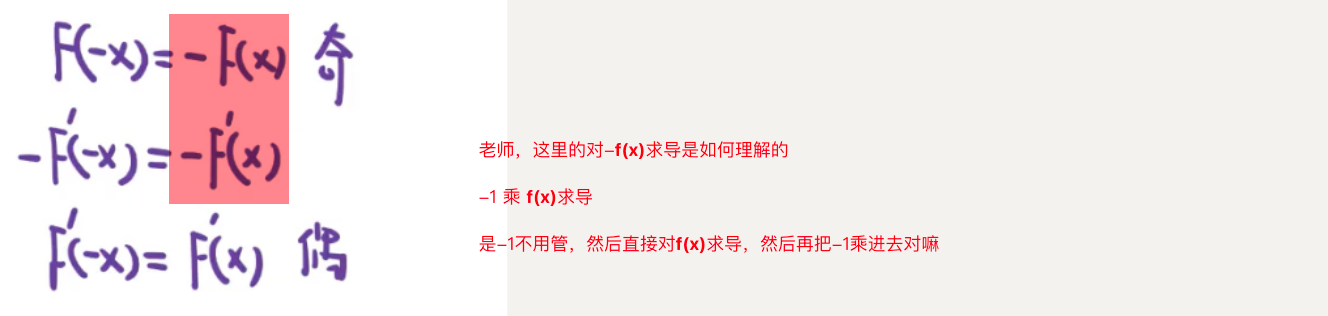 F(-x)=-F(x) 奇
-F'(-x)=-F'(x)
F'(-x)=F'(x) 偶
老师，这里的对-f(x)求导是如何理解的
-1 乘 f(x)求导
是-1不用管，然后直接对f(x)求导，然后再把-1乘进去对嘛